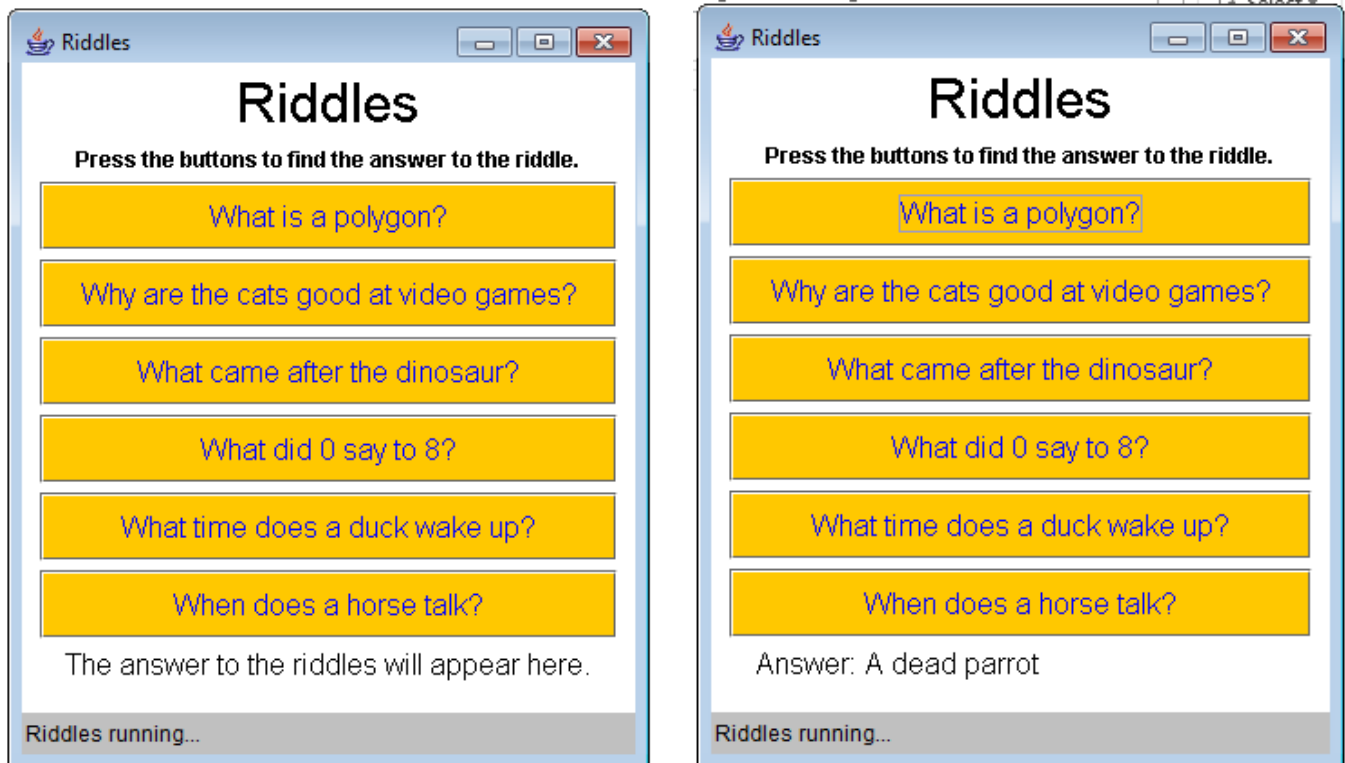 Select
Riddles
Riddles
Press the buttons to find the answer to the riddle.
What is a polygon?
Why are the cats good at video games?
What came after the dinosaur?
What did 0 say to 8?
What time does a duck wake up?
When does a horse talk?
The answer to the riddles will appear here.
Riddles running...
Riddles
Riddles
Press the buttons to find the answer to the riddle.
What is a polygon?
Why are the cats good at video games?
What came after the dinosaur?
What did 0 say to 8?
What time does a duck wake up?
When does a horse talk?
Answer: A dead parrot
Riddles running...